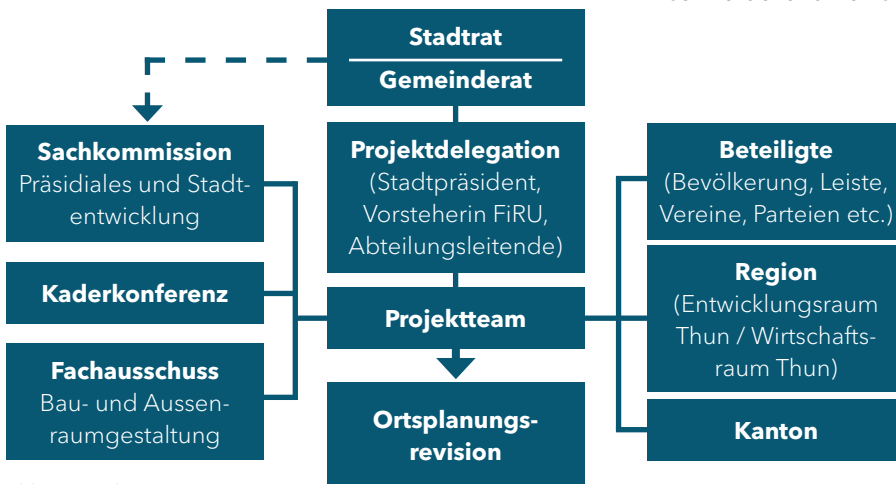 Stadtrat
Gemeinderat
Sachkommission
Präsidiales und Stadt-
entwicklung
Projektdelegation
(Stadtpräsident,
Vorsteherin FiRU,
Abteilungsleitende)
Beteiligte
(Bevölkerung, Leiste,
Vereine, Parteien etc.)
Kaderkonferenz
Projektteam
Region
(Entwicklungsraum
Thun / Wirtschafts-
raum Thun)
Fachausschuss
Bau- und Aussen-
raumgestaltung
Ortsplanungs-
revision
Kanton